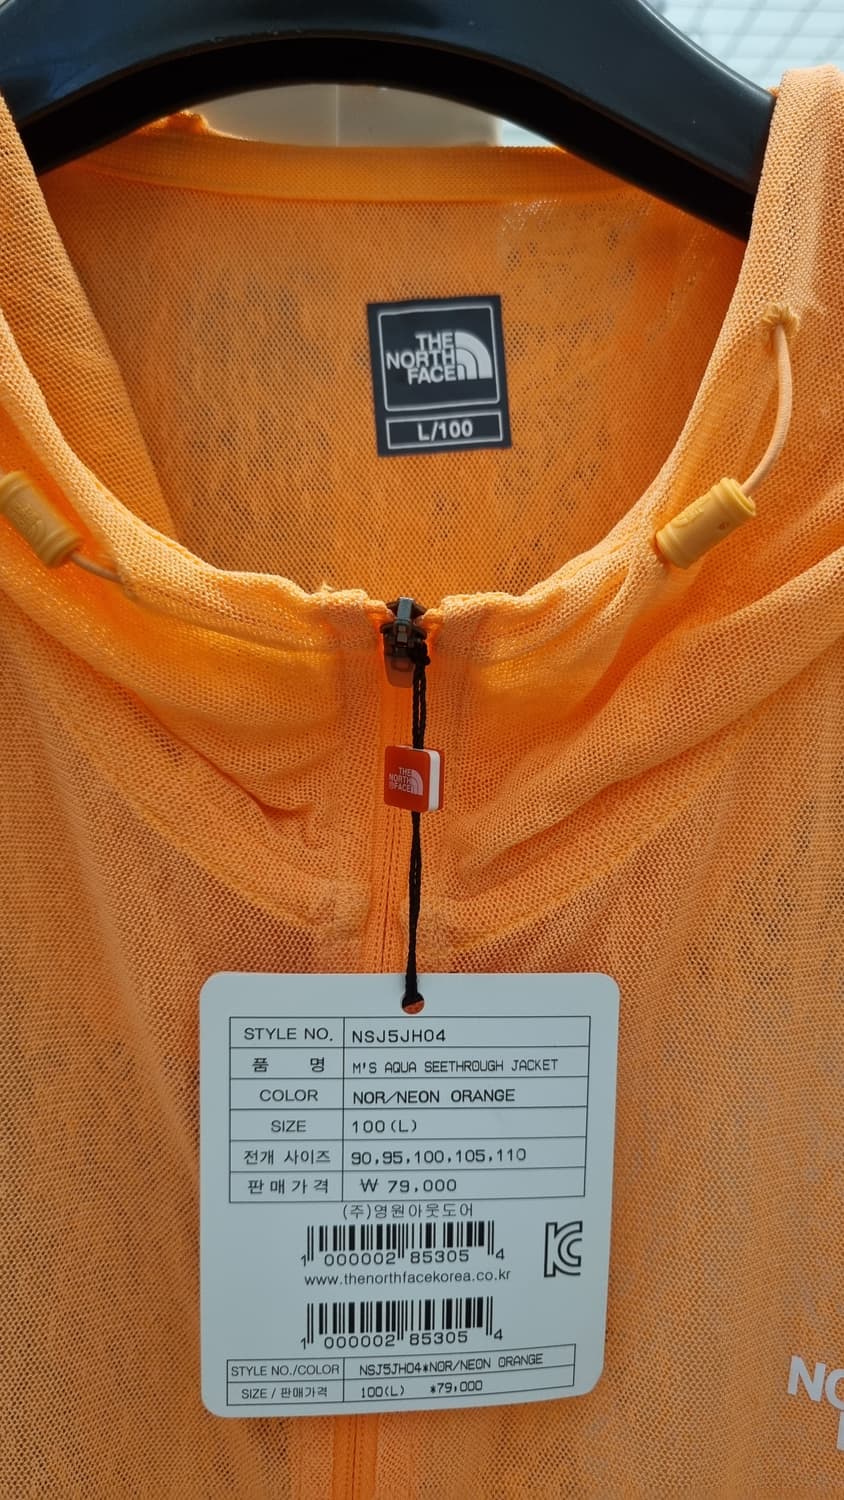 THE
NORTH
FACE
L/100
THE
NORTH
FACE
STYLE NO. NSJ5JH04
품 명 M'S AQUA SEETHROUGH JACKET
COLOR NOR/NEON ORANGE
SIZE 100(L)
전개 사이즈 90,95,100,105,110
판매가격 ₩ 79,000
(주)영원아웃도어
1 000002 85305 4
www.thenorthfacekorea.co.kr
1 000002 85305 4
STYLE NO./COLOR NSJ5JH04*NOR/NEON ORANGE
SIZE / 판매가격 100(L) *79,000
NO